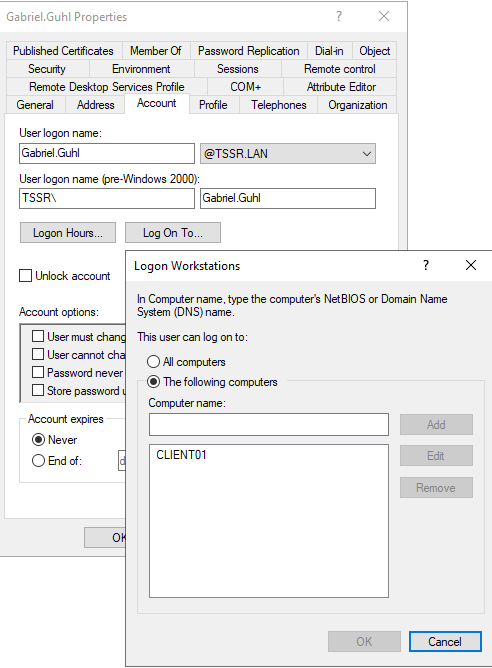 Gabriel.Guhl Properties
Published Certificates Member Of Password Replication Dial-in Object
Security Environment Sessions Remote control
Remote Desktop Services Profile COM+ Attribute Editor
General Address Account Profile Telephones Organization
User logon name:
Gabriel.Guhl @TSSR.LAN
User logon name (pre-Windows 2000):
TSSR\ Gabriel.Guhl
Logon Hours... Log On To...
Unlock account
Account options:
User must chang
User cannot cha
Password never
Store password u
Account expires
Never
End of:
OK
Logon Workstations
In Computer name, type the computer's NetBIOS or Domain Name
System (DNS) name.
This user can log on to:
All computers
The following computers
Computer name:
Add
CLIENT01
Edit
Remove
OK Cancel